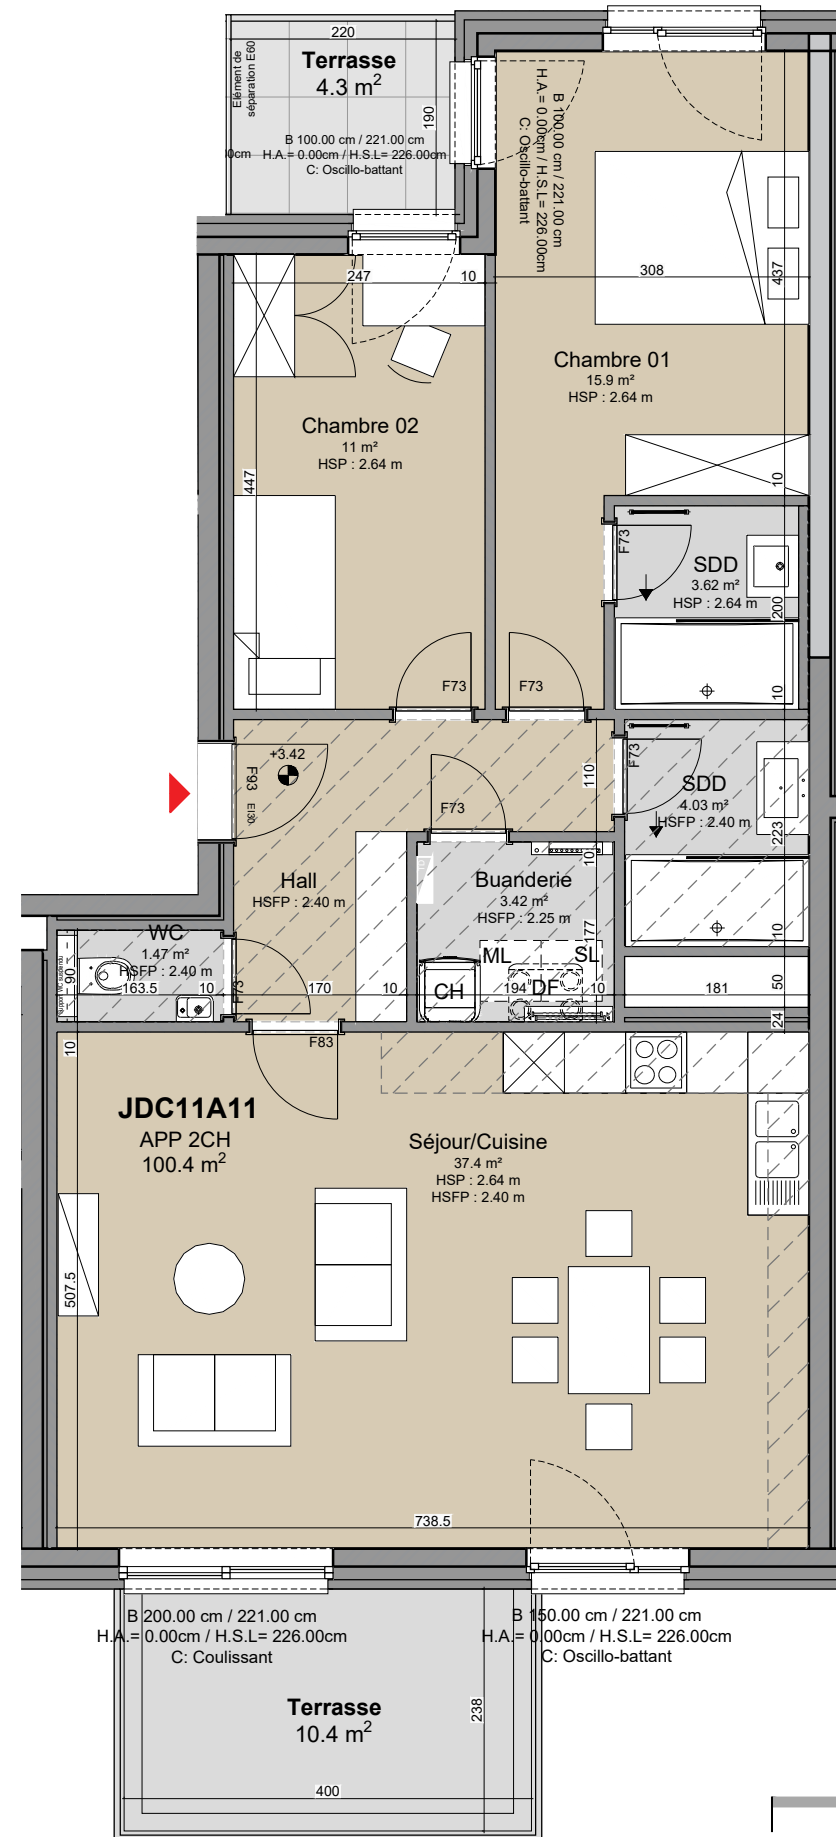 220
Elément de
séparation E60
Terrasse
4.3 m²
190
B 100.00 cm / 221.00 cm
0cm
H.A.= 0.00cm / H.S.L= 226.00cm
C: Oscillo-battant
B 100.00 cm / 221.00 cm
H.A.= 0.00cm / H.S.L= 226.00cm
C: Oscillo-battant
247
10
308
437
Chambre 01
15.9 m²
HSP : 2.64 m
Chambre 02
11 m²
HSP : 2.64 m
447
10
F73
SDD
3.62 m²
HSP : 2.64 m
200
10
F73
F73
+3.42
F93
EI30
F73
110
F73
SDD
4.03 m²
HSFP : 2.40 m
223
10
Hall
HSFP : 2.40 m
Buanderie
3.42 m²
HSFP : 2.25 m
10
177
WC
1.47 m²
HSFP : 2.40 m
Support WC suspendu
90
163.5
10
F73
170
10
CH
ML
SL
DF
194
10
181
50
24
F83
10
JDC11A11
APP 2CH
100.4 m²
Séjour/Cuisine
37.4 m²
HSP : 2.64 m
HSFP : 2.40 m
507.5
738.5
B 200.00 cm / 221.00 cm
H.A.= 0.00cm / H.S.L= 226.00cm
C: Coulissant
B 150.00 cm / 221.00 cm
H.A.= 0.00cm / H.S.L= 226.00cm
C: Oscillo-battant
Terrasse
10.4 m²
238
400